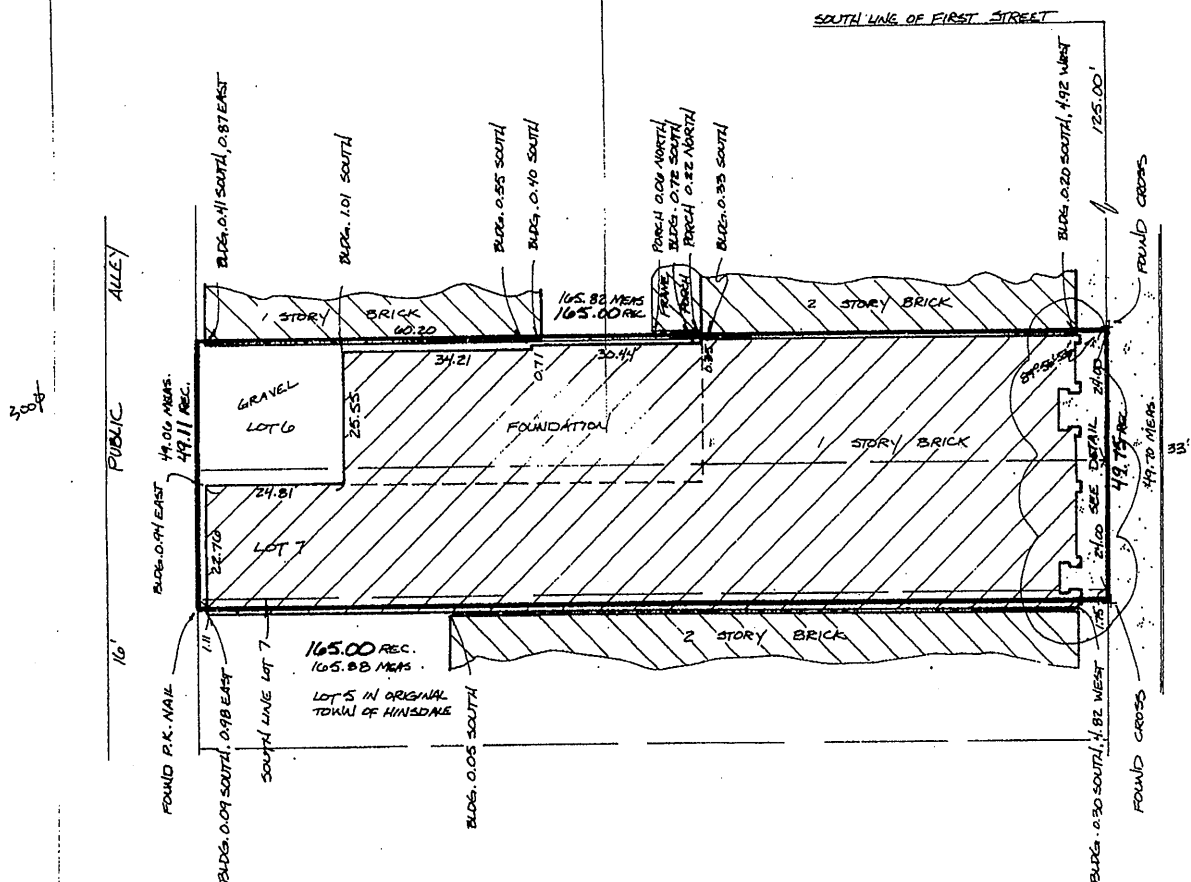 SOUTH LINE OF FIRST STREET
125.00'
BLDG. 0.41 SOUTH, 0.87 EAST
BLDG. 1.01 SOUTH
BLDG. 0.55 SOUTH
BLDG. 0.40 SOUTH
PORCH 0.06 NORTH
BLDG. 0.72 SOUTH
PORCH 0.22 NORTH
BLDG. 0.33 SOUTH
BLDG. 0.20 SOUTH, 4.92 WEST
FOUND CROSS
PUBLIC ALLEY
16'
1 STORY BRICK
60.20
165.82 MEAS
165.00 REC.
FRAME
PORCH
2 STORY BRICK
34.21
0.71
30.44
GRAVEL
LOT 6
25.55
FOUNDATION
1 STORY BRICK
49.06 MEAS.
49.11 REC.
24.00
SEE DETAIL
49.75 REC.
49.70 MEAS.
33'
BLDG. 0.94 EAST
24.81
22.76
LOT 7
24.00
1.75
1.11
2 STORY BRICK
165.00 REC.
165.88 MEAS.
LOT 5 IN ORIGINAL
TOWN OF HINSDALE
FOUND P.K. NAIL
BLDG. 0.09 SOUTH, 0.98 EAST
SOUTH LINE LOT 7
BLDG. 0.05 SOUTH
BLDG. 0.30 SOUTH, 4.82 WEST
FOUND CROSS